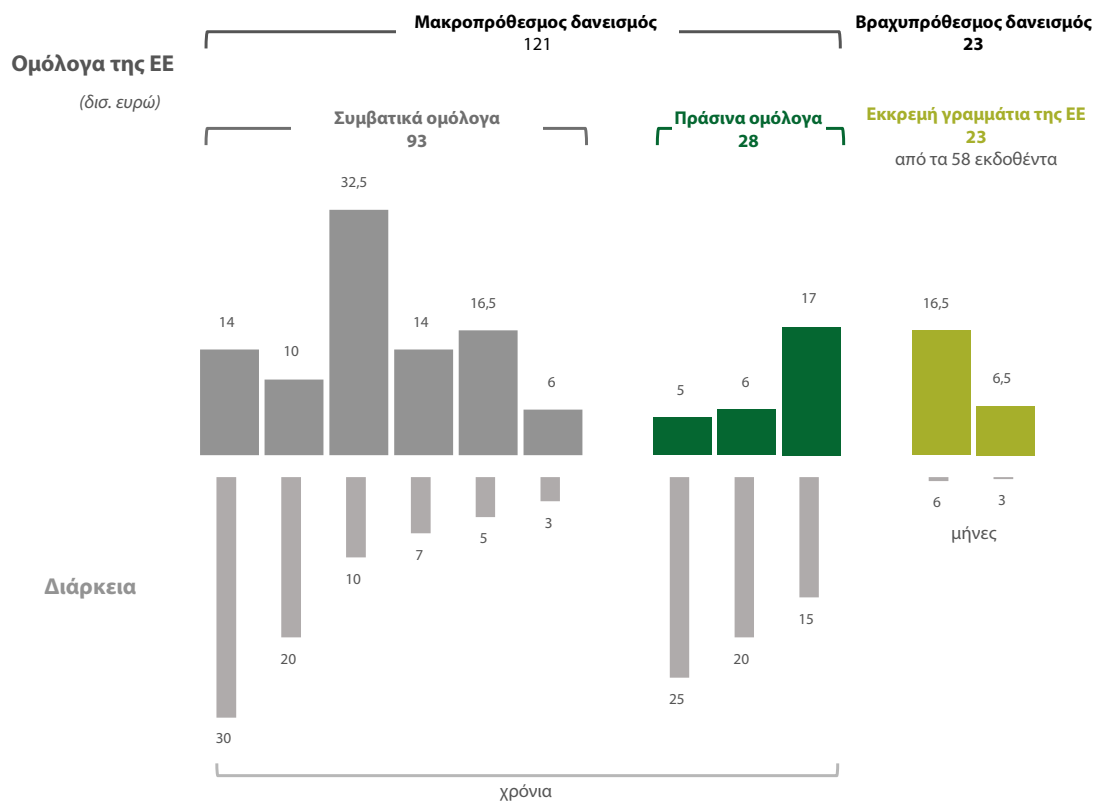 Μακροπρόθεσμος δανεισμός
121
Βραχυπρόθεσμος δανεισμός
23
Ομόλογα της ΕΕ
(δισ. ευρώ)
Συμβατικά ομόλογα
93
Πράσινα ομόλογα
28
Εκκρεμή γραμμάτια της ΕΕ
23
από τα 58 εκδοθέντα
14
10
32,5
14
16,5
6
5
6
17
16,5
6,5
Διάρκεια
30
20
10
7
5
3
25
20
15
6
3
μήνες
χρόνια